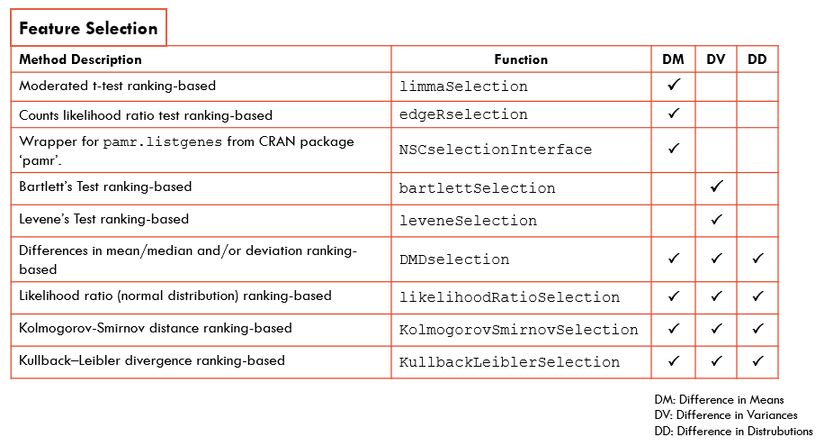 Feature Selection
Method Description Function DM DV DD
Moderated t-test ranking-based limmaSelection ✓
Counts likelihood ratio test ranking-based edgeRselection ✓
Wrapper for pamr.listgenes from CRAN package
‘pamr’. NSCselectionInterface ✓
Bartlett’s Test ranking-based bartlettSelection ✓
Levene’s Test ranking-based leveneSelection ✓
Differences in mean/median and/or deviation ranking-
based DMDselection ✓ ✓ ✓
Likelihood ratio (normal distribution) ranking-based likelihoodRatioSelection ✓ ✓ ✓
Kolmogorov-Smirnov distance ranking-based KolmogorovSmirnovSelection ✓ ✓ ✓
Kullback–Leibler divergence ranking-based KullbackLeiblerSelection ✓ ✓ ✓
DM: Difference in Means
DV: Difference in Variances
DD: Difference in Distrubutions